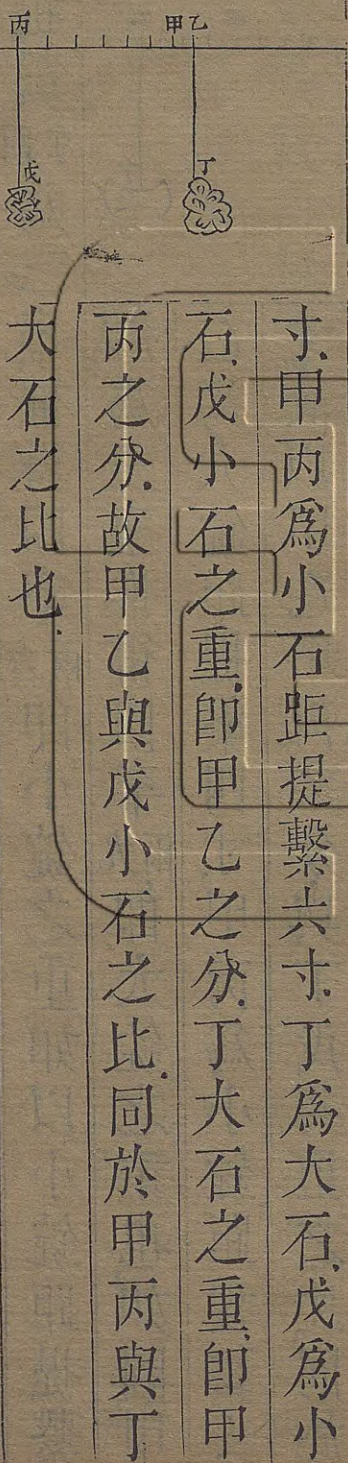 丙 甲乙
戊 丁
寸.甲丙爲小石距提繫六寸.丁爲大石.戊爲小
石.戊小石之重.卽甲乙之分.丁大石之重.卽甲
丙之分.故甲乙與戊小石之比.同於甲丙與丁
大石之比也.